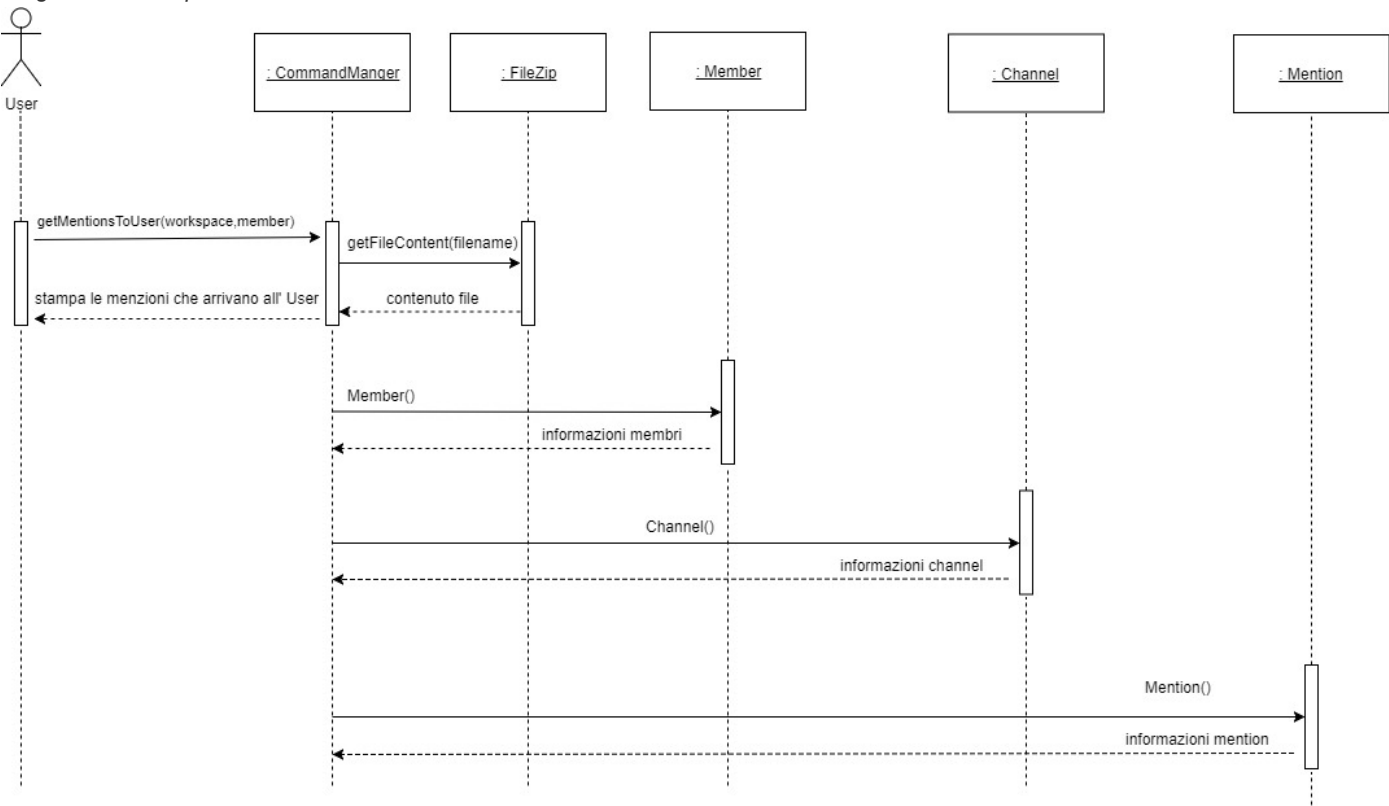 : CommandManger
: FileZip
: Member
: Channel
: Mention
User
getMentionsToUser(workspace,member)
getFileContent(filename)
stampa le menzioni che arrivano all' User
contenuto file
Member()
informazioni membri
Channel()
informazioni channel
Mention()
informazioni mention